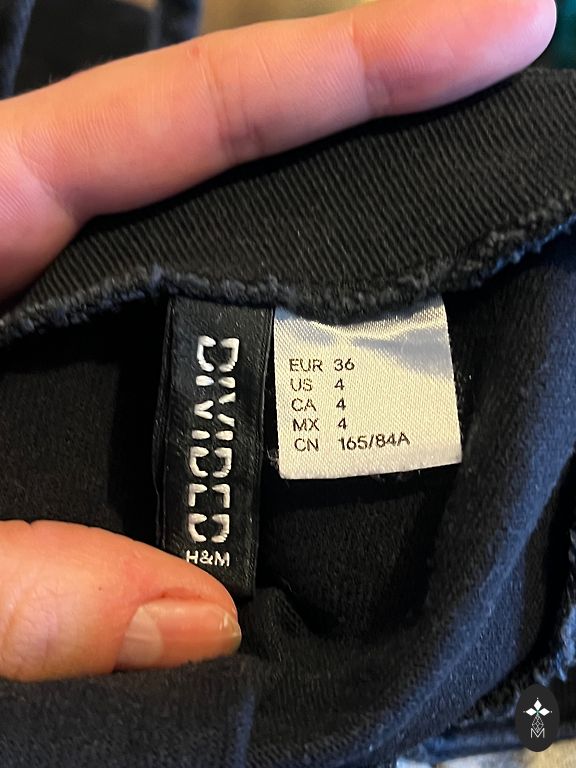 DIVIDED
H&M
EUR 36
US 4
CA 4
MX 4
CN 165/84A